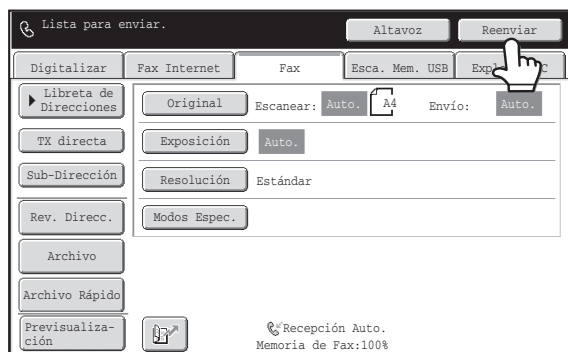 Lista para enviar.
Altavoz
Reenviar
Digitalizar
Fax Internet
Fax
Esca. Mem. USB
Libreta de
Direcciones
Original
Escanear:
Auto.
A4
Envío:
Auto.
TX directa
Exposición
Auto.
Sub-Dirección
Resolución
Estándar
Rev. Direcc.
Modos Espec.
Archivo
Archivo Rápido
Previsualiza-
ción
Recepción Auto.
Memoria de Fax:100%